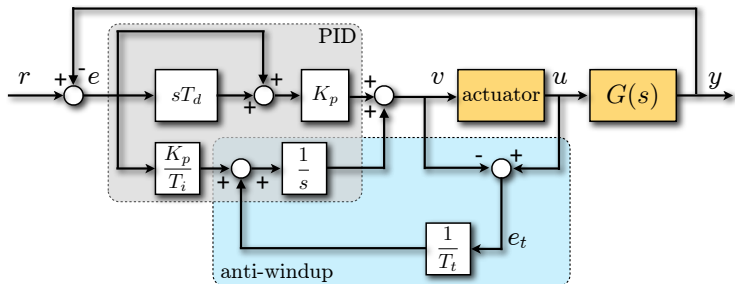 PID
-
+ e
r
v
u
y
sT_d
+
+
K_p
+
+
actuator
G(s)
K_p/T_i
+
+
1/s
-
+
1/T_t
e_t
anti-windup